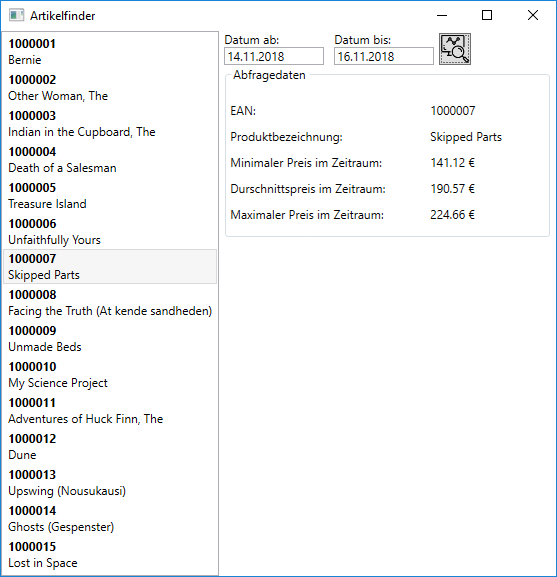 Artikelfinder
1000001
Bernie
1000002
Other Woman, The
1000003
Indian in the Cupboard, The
1000004
Death of a Salesman
1000005
Treasure Island
1000006
Unfaithfully Yours
1000007
Skipped Parts
1000008
Facing the Truth (At kende sandheden)
1000009
Unmade Beds
1000010
My Science Project
1000011
Adventures of Huck Finn, The
1000012
Dune
1000013
Upswing (Nousukausi)
1000014
Ghosts (Gespenster)
1000015
Lost in Space
Datum ab: Datum bis:
14.11.2018 16.11.2018
Abfragedaten
EAN: 1000007
Produktbezeichnung: Skipped Parts
Minimaler Preis im Zeitraum: 141.12 €
Durschnittspreis im Zeitraum: 190.57 €
Maximaler Preis im Zeitraum: 224.66 €